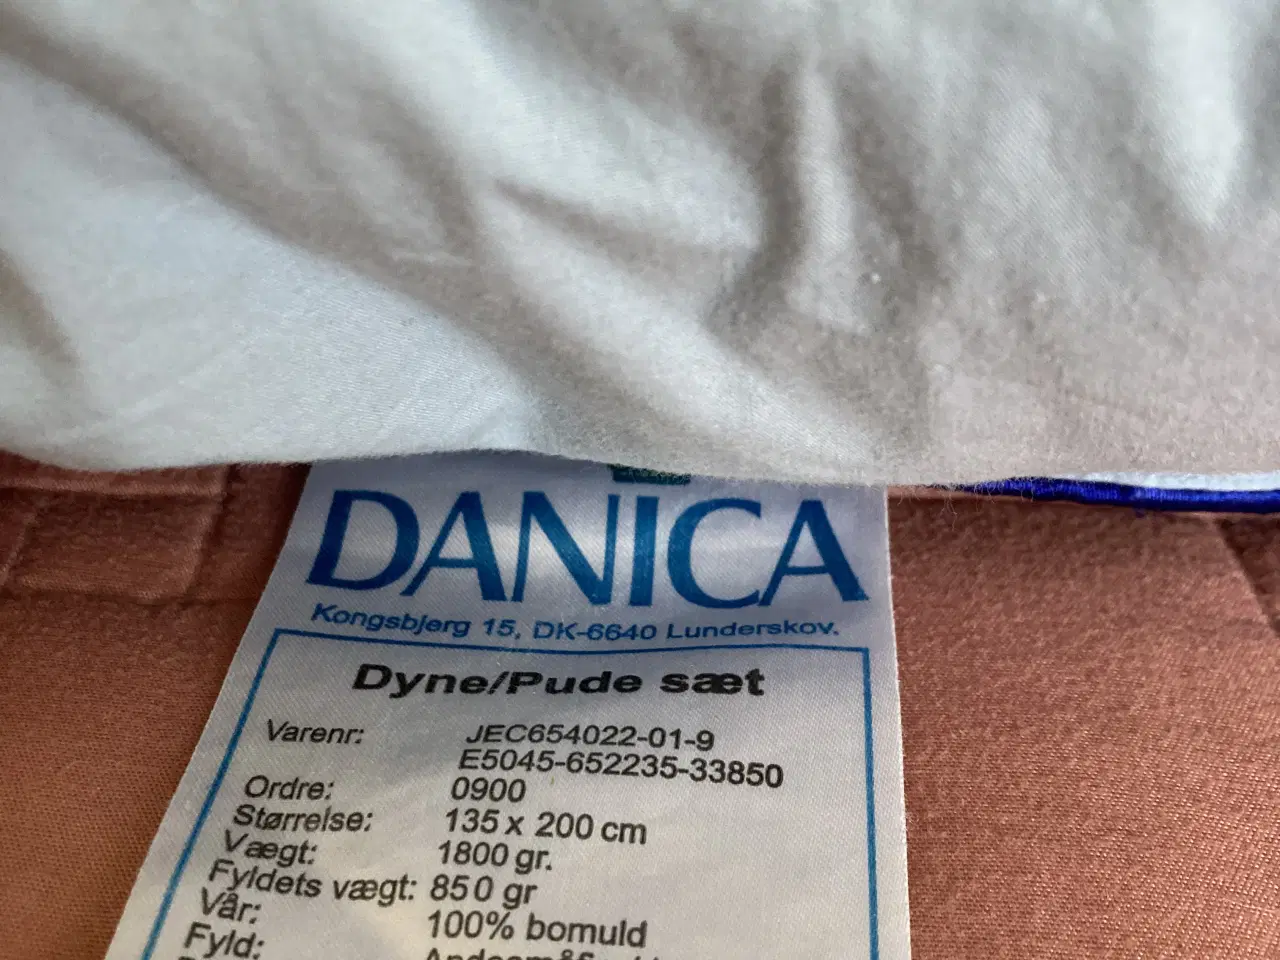 DANICA
Kongsbjerg 15, DK-6640 Lunderskov.
Dyne/Pude sæt
Varenr: JEC654022-01-9
E5045-652235-33850
Ordre: 0900
Størrelse: 135 x 200 cm
Vægt: 1800 gr.
Fyldets vægt: 850 gr
Vår: 100% bomuld
Fyld: